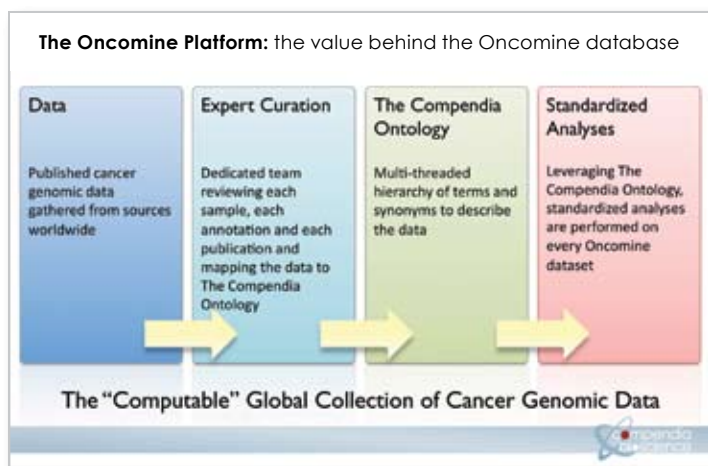 The Oncomine Platform: the value behind the Oncomine database
Data
Published cancer
genomic data
gathered from sources
worldwide
Expert Curation
Dedicated team
reviewing each
sample, each
annotation and each
publication and
mapping the data to
The Compendia
Ontology
The Compendia
Ontology
Multi-threaded
hierarchy of terms and
synonyms to describe
the data
Standardized
Analyses
Leveraging The
Compendia Ontology,
standardized analyses
are performed on
every Oncomine
dataset
The “Computable” Global Collection of Cancer Genomic Data
compendia
bioscience